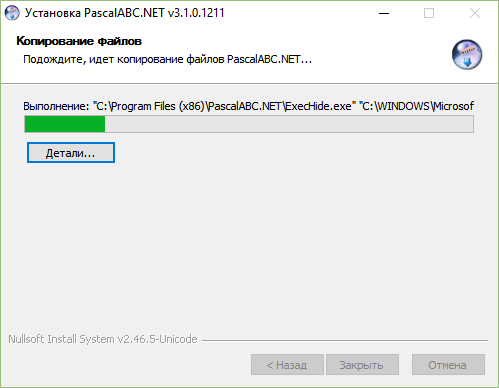 Установка PascalABC.NET v3.1.0.1211
Копирование файлов
Подождите, идет копирование файлов PascalABC.NET...
Выполнение: "C:\Program Files (x86)\PascalABC.NET\ExecHide.exe" "C:\WINDOWS\Microsof
Детали...
Nullsoft Install System v2.46.5-Unicode
< Назад
Закрыть
Отмена